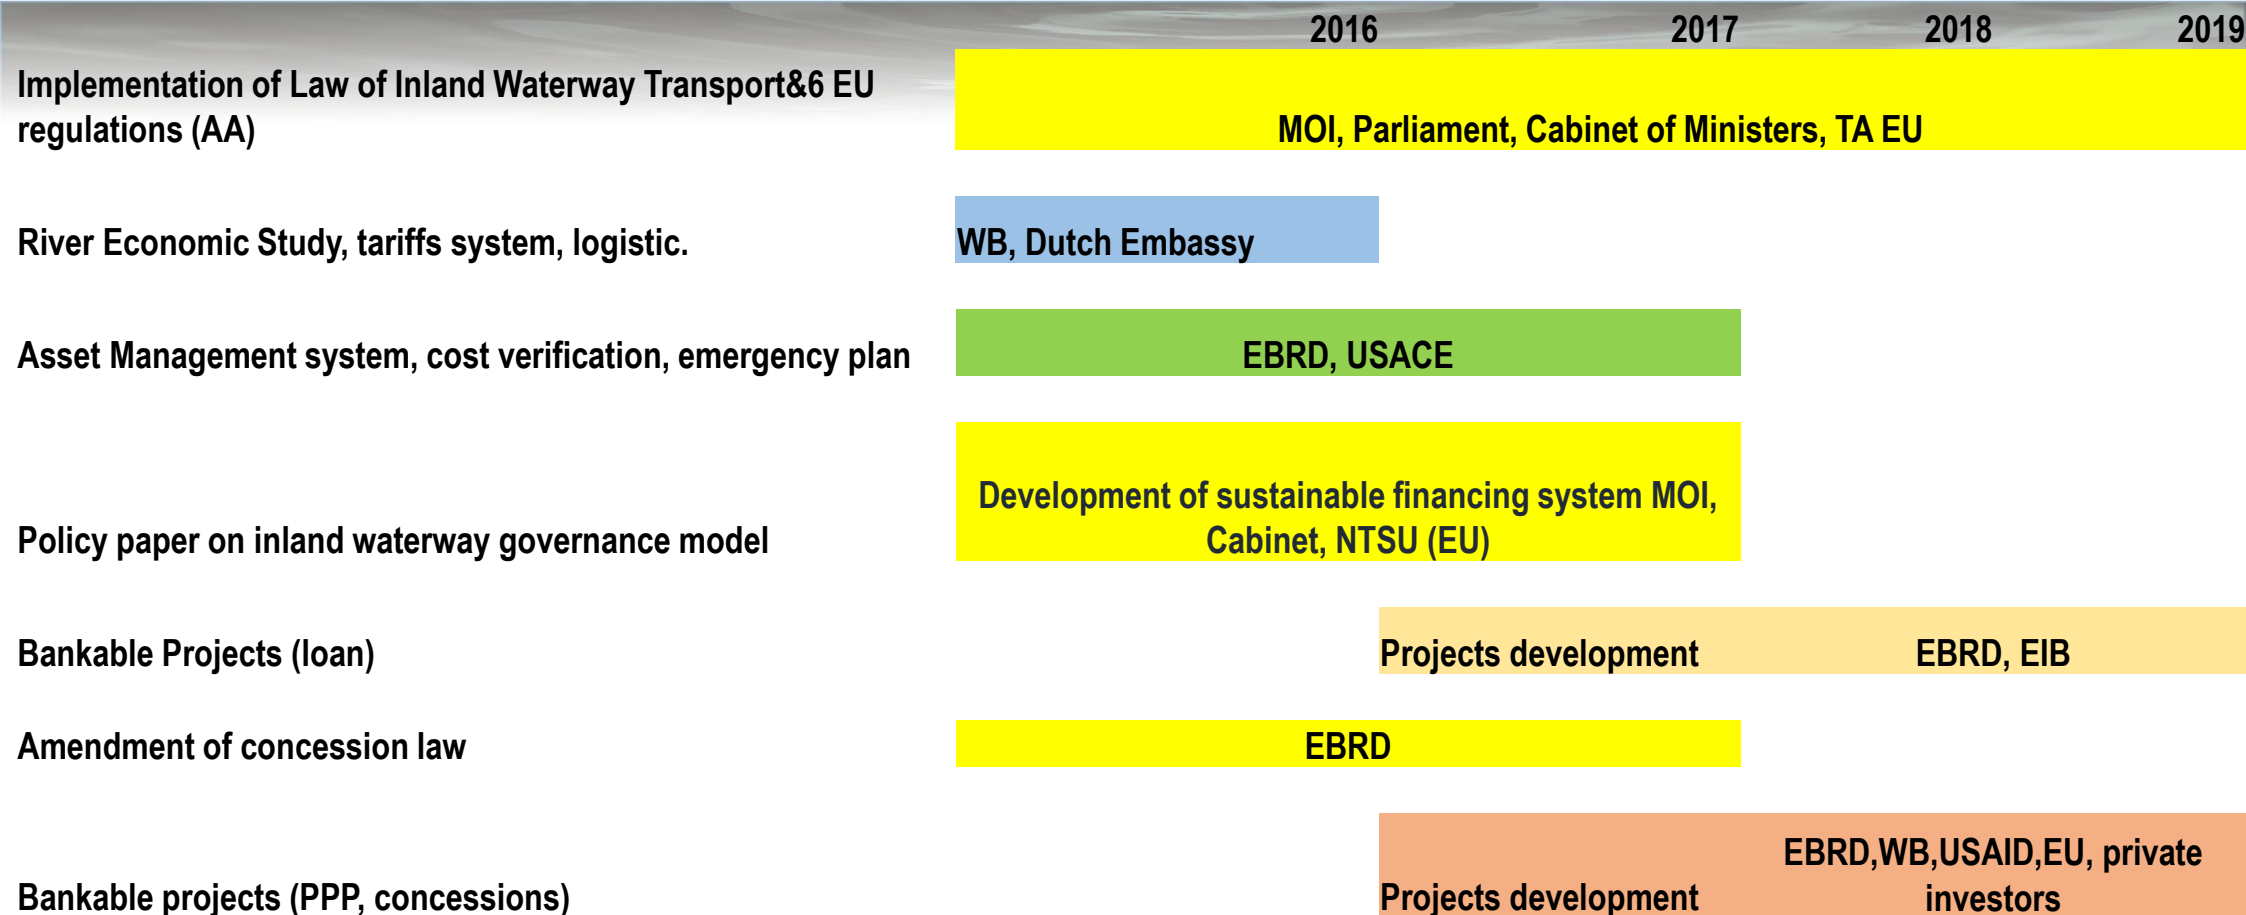 2016 2017 2018 2019
Implementation of Law of Inland Waterway Transport&6 EU
regulations (AA)
MOI, Parliament, Cabinet of Ministers, TA EU
River Economic Study, tariffs system, logistic.
WB, Dutch Embassy
Asset Management system, cost verification, emergency plan
EBRD, USACE
Policy paper on inland waterway governance model
Development of sustainable financing system MOI,
Cabinet, NTSU (EU)
Bankable Projects (loan)
Projects development
EBRD, EIB
Amendment of concession law
EBRD
Bankable projects (PPP, concessions)
Projects development
EBRD,WB,USAID,EU, private
investors